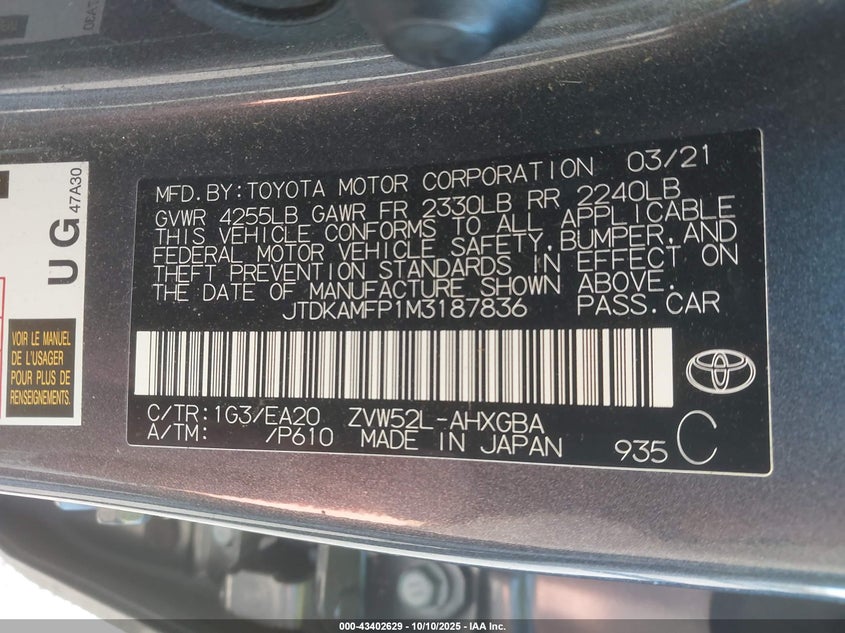 MFD.BY:TOYOTA MOTOR CORPORATION 03/21
GVWR 4255LB GAWR FR 2330LB RR 2240LB
THIS VEHICLE CONFORMS TO ALL APPLICABLE
FEDERAL MOTOR VEHICLE SAFETY,BUMPER,AND
THEFT PREVENTION STANDARDS IN EFFECT ON
THE DATE OF MANUFACTURE SHOWN ABOVE.
JTDKAMFP1M3187836 PASS.CAR
C/TR:1G3/EA20 ZVW52L-AHXGBA
A/TM: /P610 MADE IN JAPAN 935 C
UG
47A30
VOIR LE MANUEL
DE L'USAGER
POUR PLUS DE
RENSEIGNEMENTS.
000-43402629 - 10/10/2025 - IAA Inc.